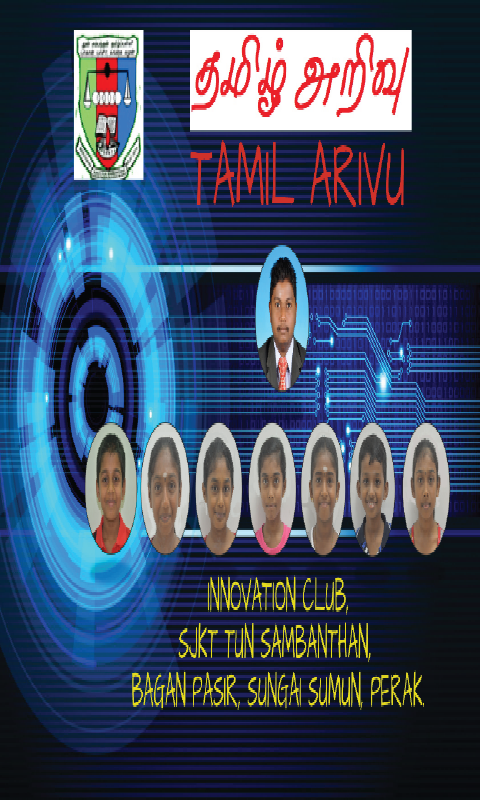 தமிழ் அறிவு
TAMIL ARIVU
INNOVATION CLUB,
SJKT TUN SAMBANTHAN,
BAGAN PASIR, SUNGAI SUMUN, PERAK.